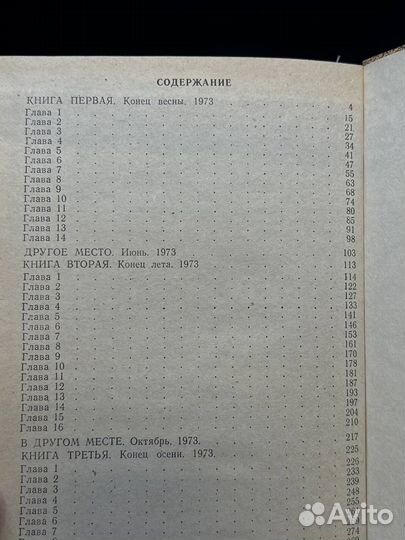 СОДЕРЖАНИЕ
КНИГА ПЕРВАЯ. Конец весны, 1973 . . . . . . 4
Глава 1 . . . . . . 15
Глава 2 . . . . . . 21
Глава 3 . . . . . . 27
Глава 4 . . . . . . 34
Глава 5 . . . . . . 41
Глава 6 . . . . . . 47
Глава 7 . . . . . . 55
Глава 8 . . . . . . 63
Глава 9 . . . . . . 68
Глава 10 . . . . . . 74
Глава 11 . . . . . . 80
Глава 12 . . . . . . 85
Глава 13 . . . . . . 91
Глава 14 . . . . . . 98
ДРУГОЕ МЕСТО. Июнь, 1973 . . . . . . 103
КНИГА ВТОРАЯ. Конец лета, 1973 . . . . . . 113
Глава 1 . . . . . . 114
Глава 2 . . . . . . 122
Глава 3 . . . . . . 127
Глава 4 . . . . . . 133
Глава 5 . . . . . . 141
Глава 6 . . . . . . 146
Глава 7 . . . . . . 153
Глава 8 . . . . . . 161
Глава 9 . . . . . . 170
Глава 10 . . . . . . 178
Глава 11 . . . . . . 181
Глава 12 . . . . . . 187
Глава 13 . . . . . . 193
Глава 14 . . . . . . 197
Глава 15 . . . . . . 204
Глава 16 . . . . . . 210
В ДРУГОМ МЕСТЕ. Октябрь, 1973. . . . . . . 217
КНИГА ТРЕТЬЯ. Конец осени, 1973. . . . . . . 225
Глава 1 . . . . . . 226
Глава 2 . . . . . . 233
Глава 3 . . . . . . 239
Глава 4 . . . . . . 248
Глава 5 . . . . . . 255
Глава 6 . . . . . .
Глава 7 . . . . . . 274
Avito